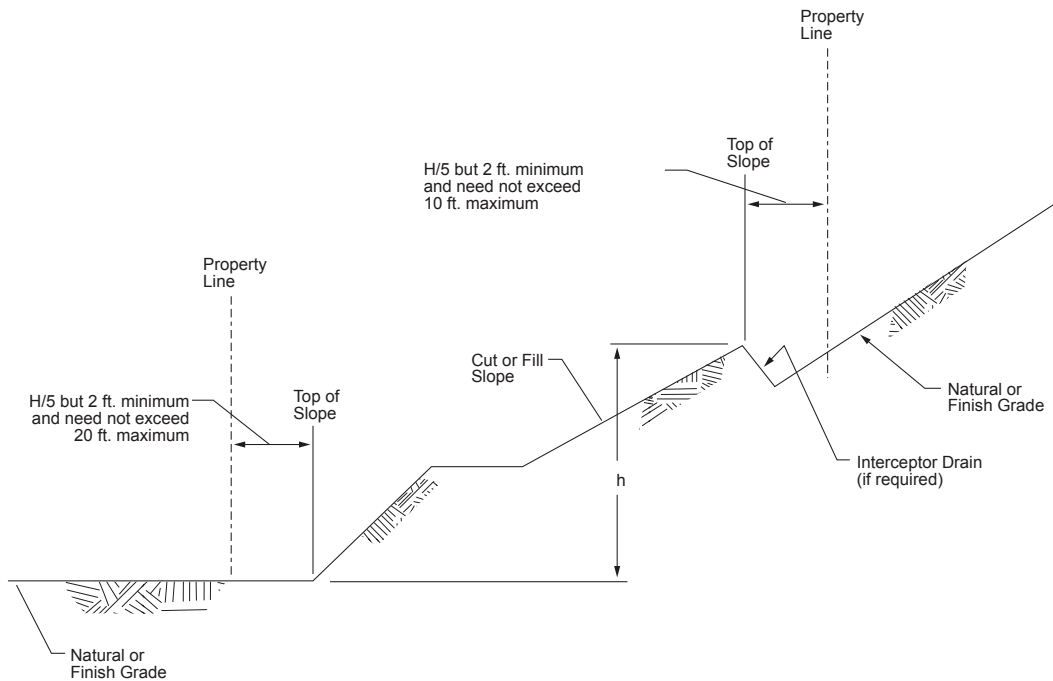 Property
Line
Top of
Slope
H/5 but 2 ft. minimum
and need not exceed
10 ft. maximum
Property
Line
Cut or Fill
Slope
H/5 but 2 ft. minimum
and need not exceed
20 ft. maximum
Top of
Slope
Natural or
Finish Grade
Interceptor Drain
(if required)
h
Natural or
Finish Grade